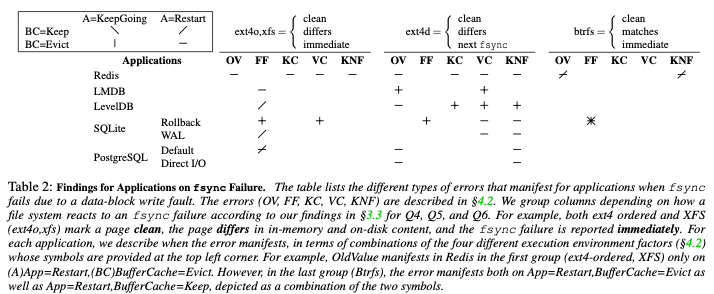 A=KeepGoing A=Restart
BC=Keep \ /
BC=Evict | –
ext4o,xfs = { clean differs immediate
ext4d = { clean differs next fsync
btrfs = { clean matches immediate
Applications OV FF KC VC KNF OV FF KC VC KNF OV FF KC VC KNF
Redis – – – – – – – – –
LMDB – + +
LevelDB / – + + +
SQLite
Rollback + + + – –
WAL / – –
PostgreSQL
Default – –
Direct I/O – –
Table 2: Findings for Applications on fsync Failure. The table lists the different types of errors that manifest for applications when fsync
fails due to a data-block write fault. The errors (OV, FF, KC, VC, KNF) are described in §4.2. We group columns depending on how a
file system reacts to an fsync failure according to our findings in §3.3 for Q4, Q5, and Q6. For example, both ext4 ordered and XFS
(ext4o,xfs) mark a page clean, the page differs in in-memory and on-disk content, and the fsync failure is reported immediately. For
each application, we describe when the error manifests, in terms of combinations of the four different execution environment factors (§4.2)
whose symbols are provided at the top left corner. For example, OldValue manifests in Redis in the first group (ext4-ordered, XFS) only on
(A)App=Restart,(BC)BufferCache=Evict. However, in the last group (Btrfs), the error manifests both on App=Restart,BufferCache=Evict as
well as App=Restart,BufferCache=Keep, depicted as a combination of the two symbols.